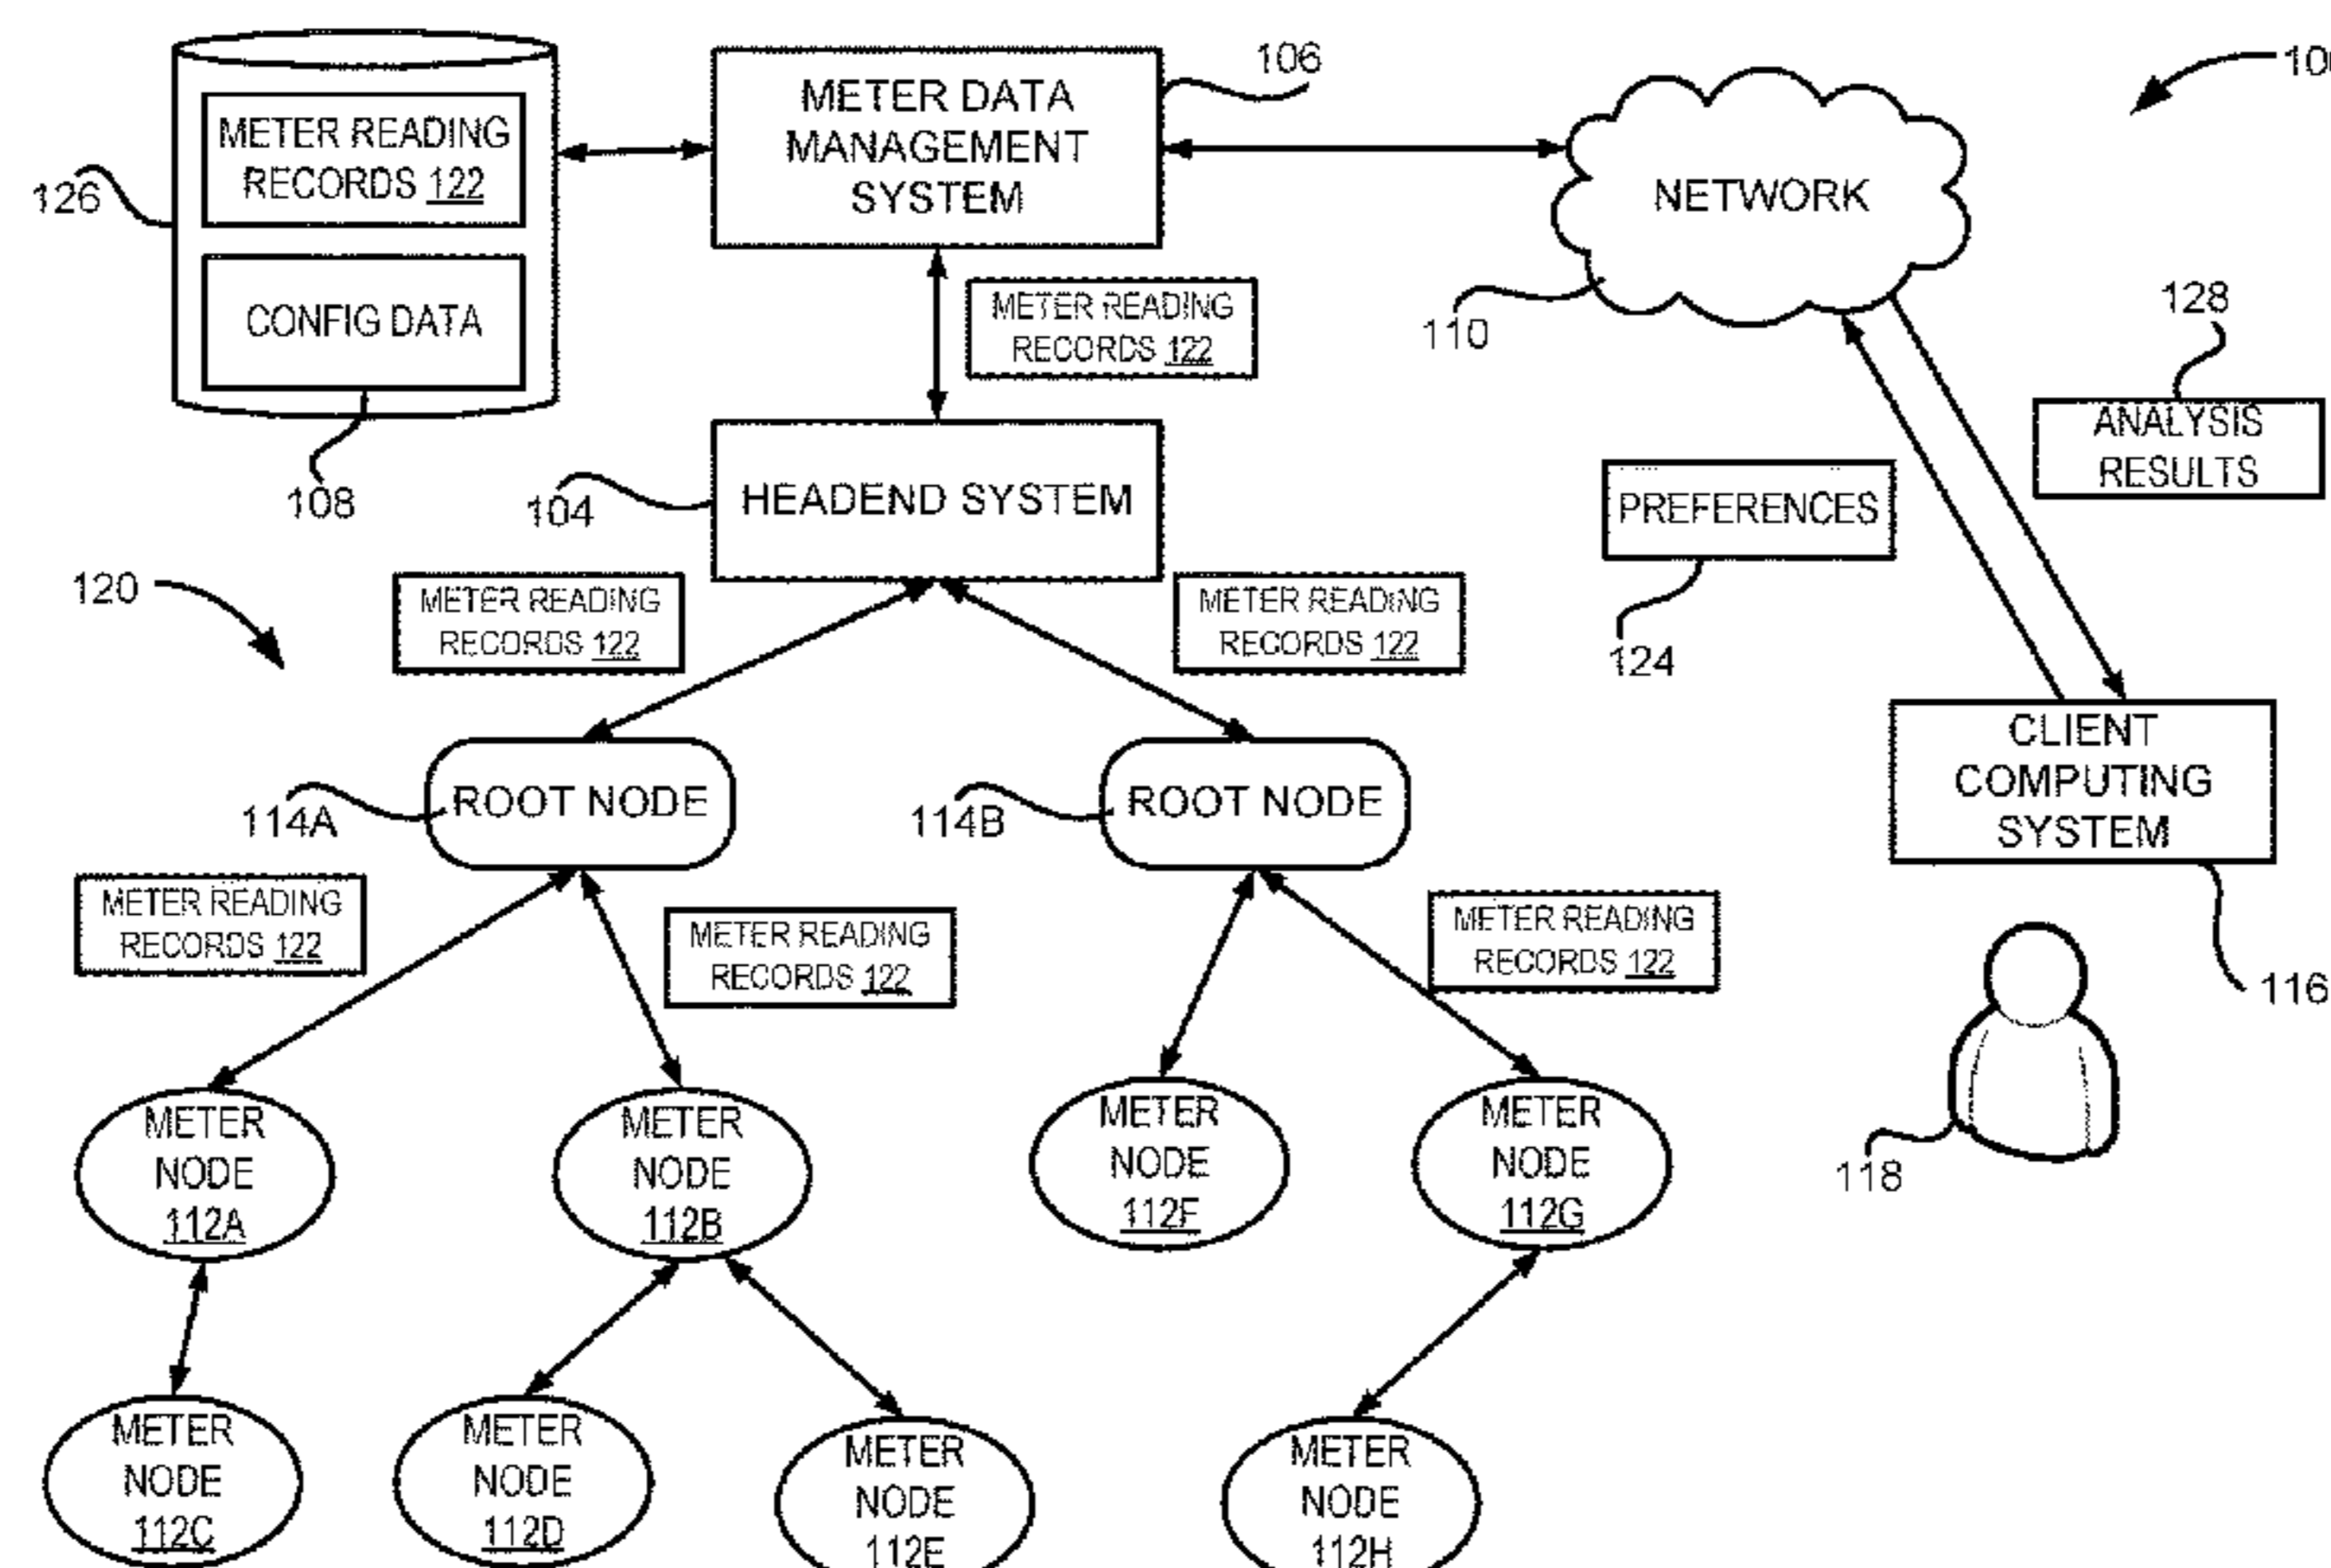 METER READING
RECORDS 122
CONFIG DATA
126
108
METER DATA
MANAGEMENT
SYSTEM
106
NETWORK
110
METER READING
RECORDS 122
HEADEND SYSTEM
104
128
ANALYSIS
RESULTS
PREFERENCES
124
120
METER READING
RECORDS 122
METER READING
RECORDS 122
CLIENT
COMPUTING
SYSTEM
116
118
114A
ROOT NODE
114B
ROOT NODE
METER READING
RECORDS 122
METER READING
RECORDS 122
METER READING
RECORDS 122
METER
NODE
112A
METER
NODE
112B
METER
NODE
112F
METER
NODE
112G
METER
NODE
112C
METER
NODE
112D
METER
NODE
112E
METER
NODE
112H